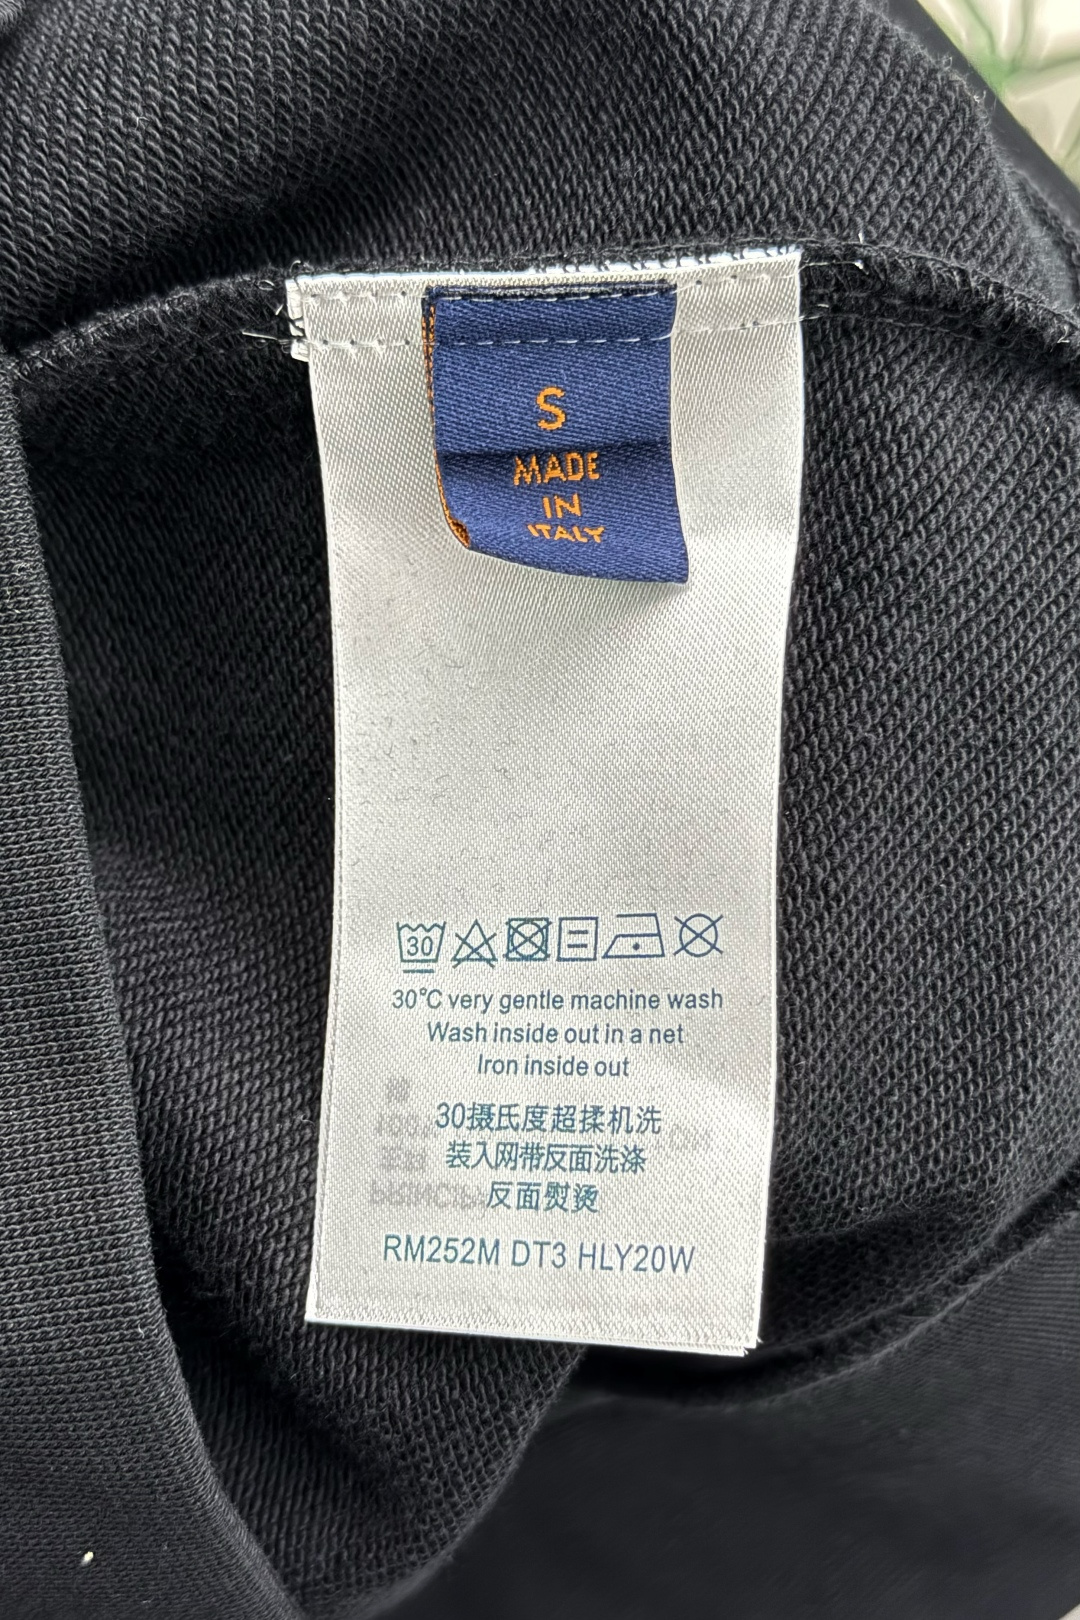 S
MADE
IN
ITALY
30
30°C very gentle machine wash
Wash inside out in a net
Iron inside out
30摄氏度超揉机洗
装入网带反面洗涤
反面熨烫
RM252M DT3 HLY20W